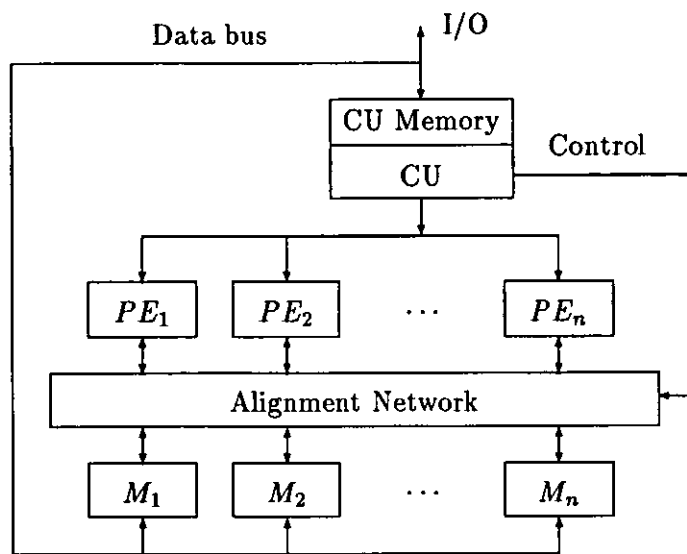 Data bus
I/O
CU Memory
CU
Control
PE₁ PE₂ ... PEₙ
Alignment Network
M₁ M₂ ... Mₙ